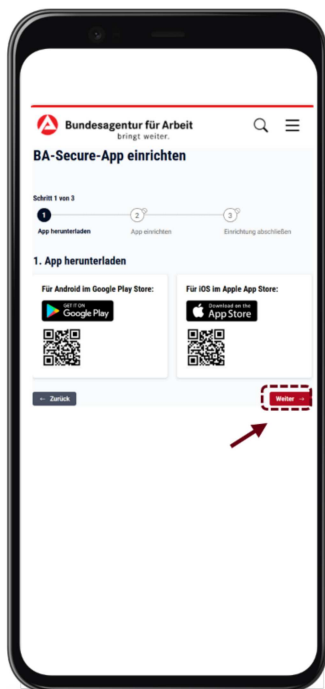 Bundesagentur für Arbeit
bringt weiter.
BA-Secure-App einrichten
Schritt 1 von 3
1 2 3
App herunterladen App einrichten Einrichtung abschließen
1. App herunterladen
Für Android im Google Play Store: Für iOS im Apple App Store:
GET IT ON Download on the
Google Play App Store
← Zurück Weiter →